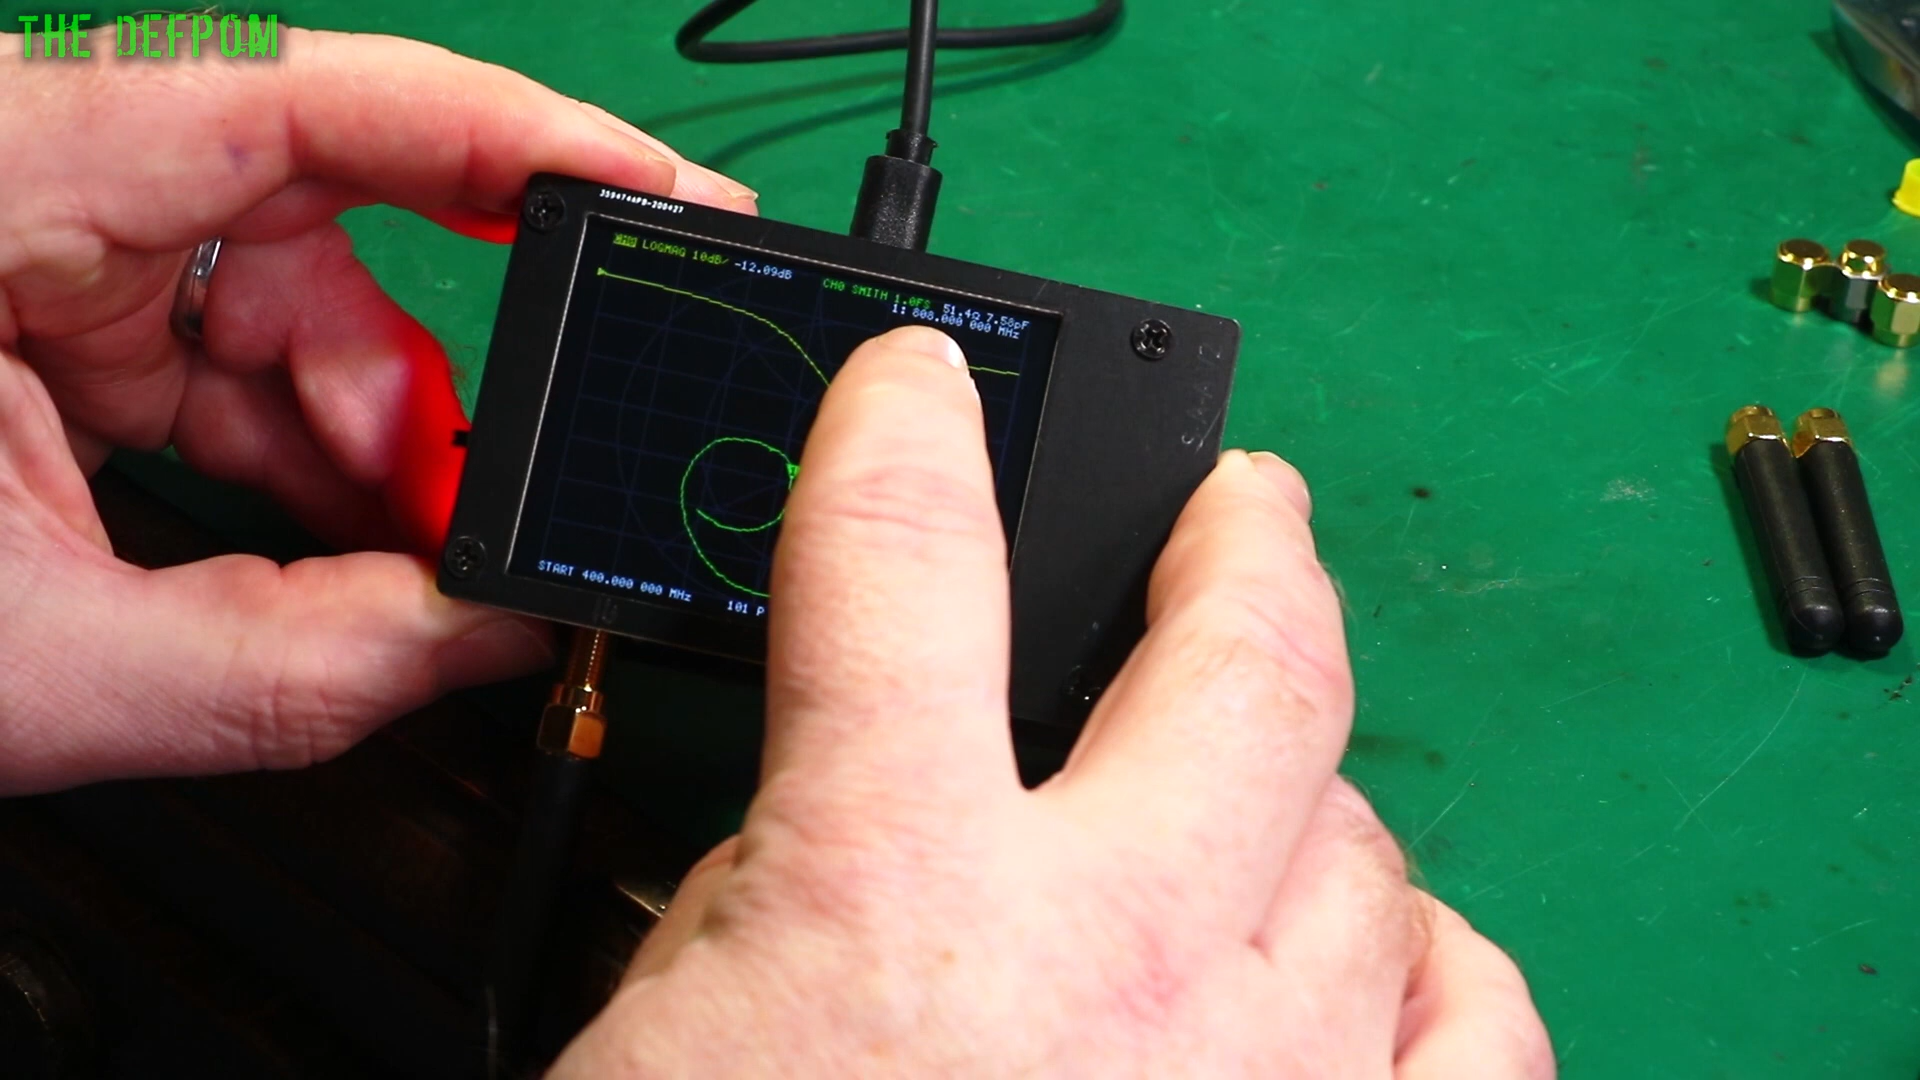 THE DEFPOM
LOGMAG 10dB/ -12.09dB
CH0 SMITH 1.0FS 51.4Ω 7.58pF
1: 808.000 000 MHz
START 400.000 000 MHz
101 P